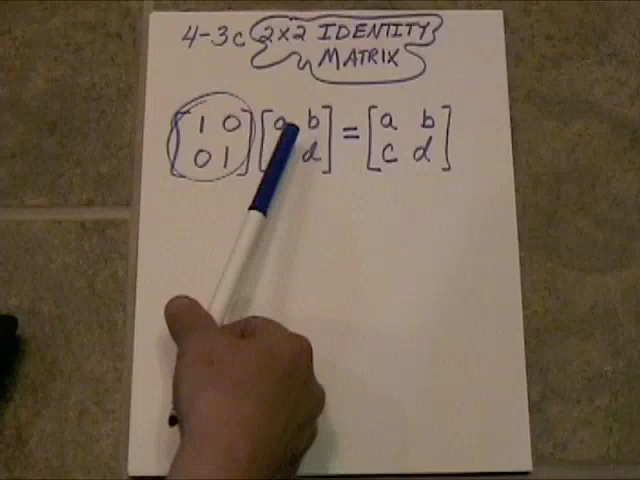 4-3c 2x2 IDENTITY
MATRIX
[1 0] [a b] = [a b]
[0 1] [ d] [c d]